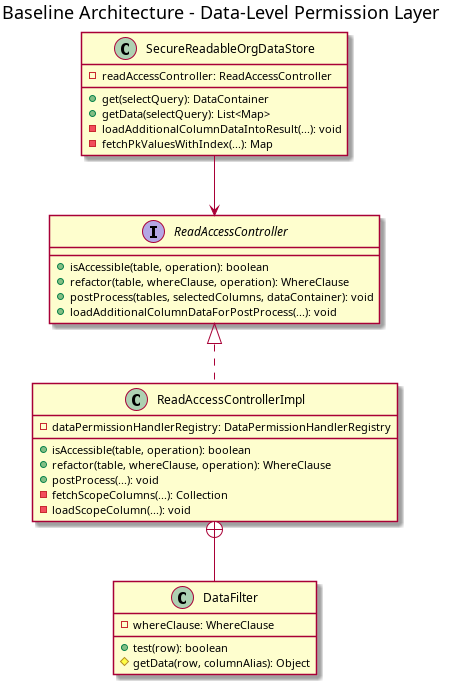 Baseline Architecture - Data-Level Permission Layer
C SecureReadableOrgDataStore
readAccessController: ReadAccessController
get(selectQuery): DataContainer
getData(selectQuery): List<Map>
loadAdditionalColumnDataIntoResult(...): void
fetchPkValuesWithIndex(...): Map
I ReadAccessController
isAccessible(table, operation): boolean
refactor(table, whereClause, operation): WhereClause
postProcess(tables, selectedColumns, dataContainer): void
loadAdditionalColumnDataForPostProcess(...): void
C ReadAccessControllerImpl
dataPermissionHandlerRegistry: DataPermissionHandlerRegistry
isAccessible(table, operation): boolean
refactor(table, whereClause, operation): WhereClause
postProcess(...): void
fetchScopeColumns(...): Collection
loadScopeColumn(...): void
C DataFilter
whereClause: WhereClause
test(row): boolean
getData(row, columnAlias): Object